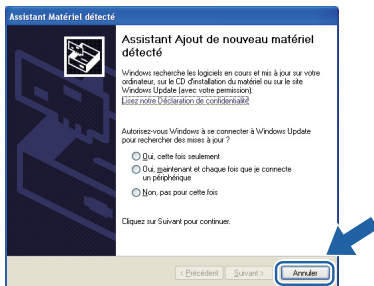 Assistant Matériel détecté
Assistant Ajout de nouveau matériel
détecté
Windows recherche les logiciels en cours et mis à jour sur votre
ordinateur, sur le CD d'installation du matériel ou sur le site
Windows Update (avec votre permission).
Lisez notre Déclaration de confidentialité
Autorisez-vous Windows à se connecter à Windows Update
pour rechercher des mises à jour ?
Oui, cette fois seulement
Oui, maintenant et chaque fois que je connecte
un périphérique
Non, pas pour cette fois
Cliquez sur Suivant pour continuer.
< Précédent
Suivant >
Annuler